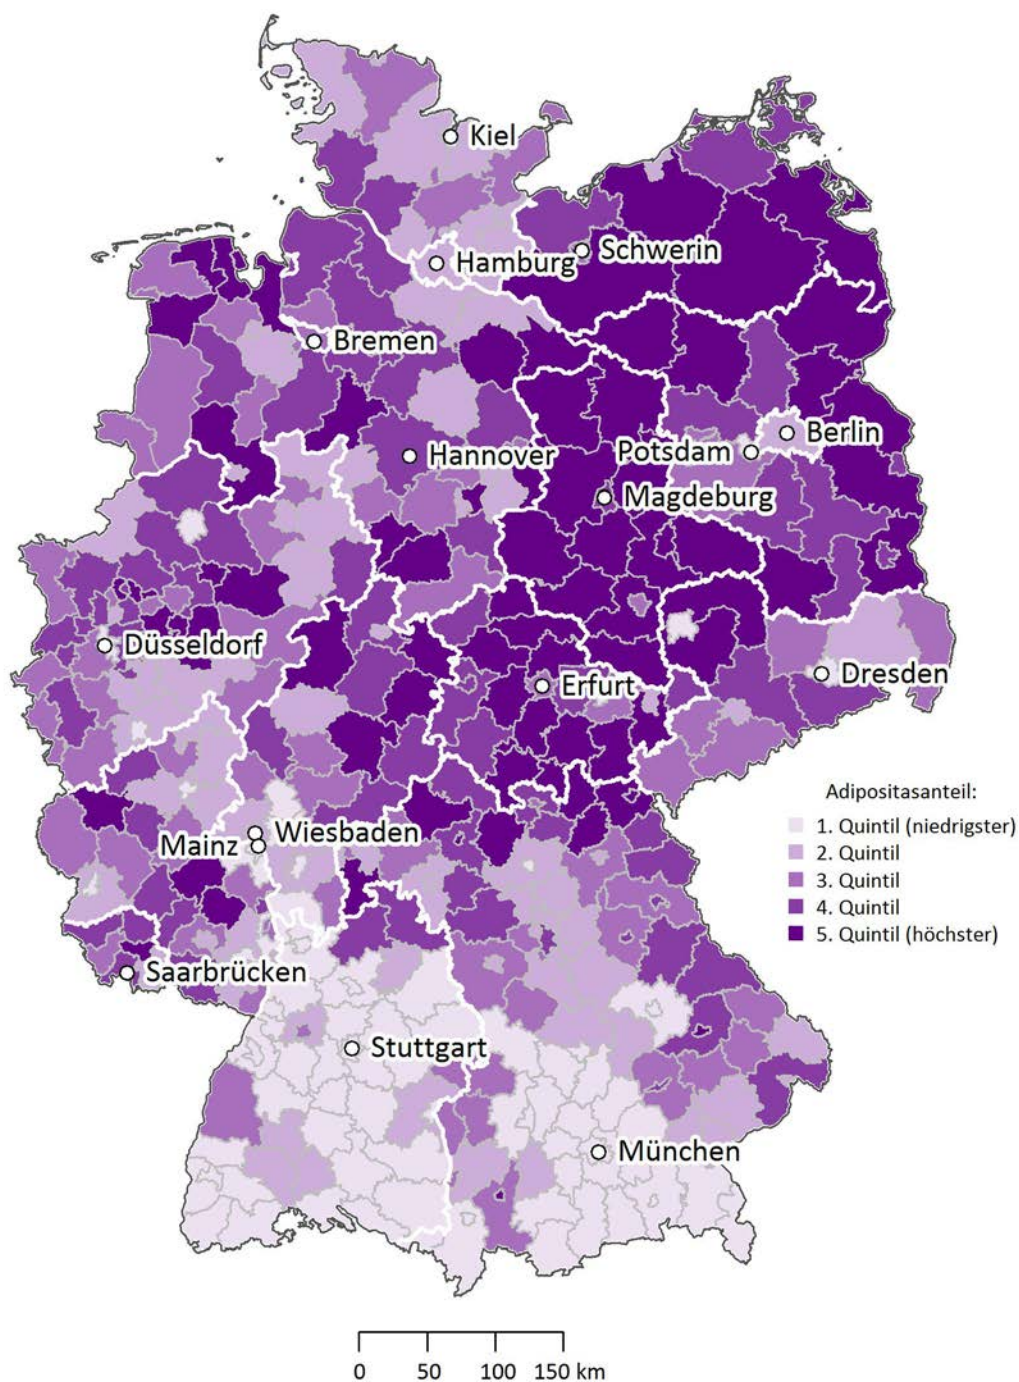 Kiel
Schwerin
Hamburg
Bremen
Berlin
Hannover
Potsdam
Magdeburg
Düsseldorf
Dresden
Erfurt
Adipositasanteil:
1. Quintil (niedrigster)
2. Quintil
3. Quintil
4. Quintil
5. Quintil (höchster)
Wiesbaden
Mainz
Saarbrücken
Stuttgart
München
0 50 100 150 km